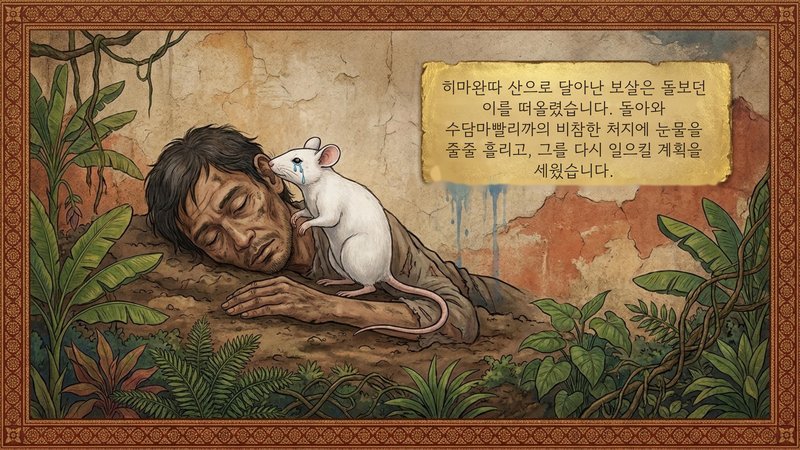 히마완따 산으로 달아난 보살은 돌보던
이를 떠올렸습니다. 돌아와
수담마빨리까의 비참한 처지에 눈물을
줄줄 흘리고, 그를 다시 일으킬 계획을
세웠습니다.